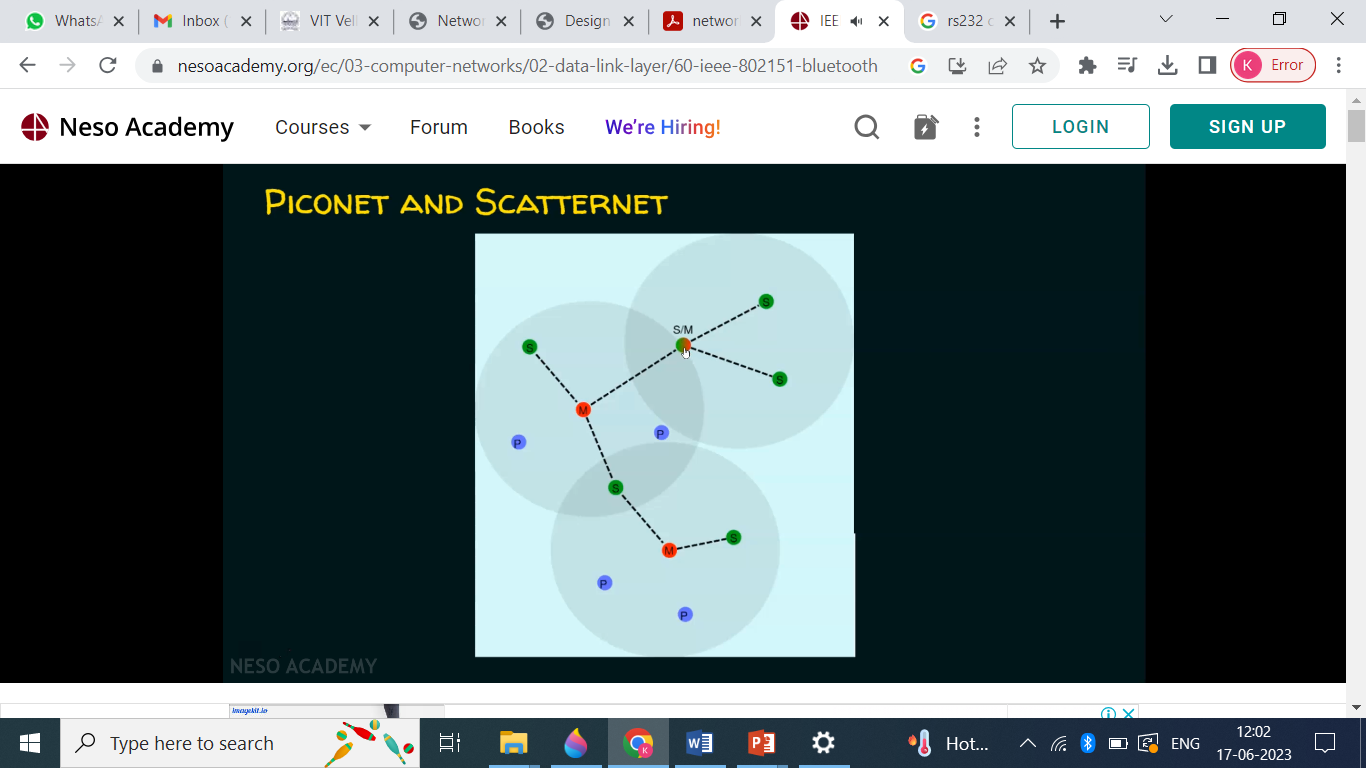 WhatsA
Inbox (
VIT Vell
Networ
Design
networ
IEE
rs232 c
nesoacademy.org/ec/03-computer-networks/02-data-link-layer/60-ieee-802151-bluetooth
K
Error
Neso Academy
Courses
Forum
Books
We're Hiring!
LOGIN
SIGN UP
PICONET AND SCATTERNET
S
S/M
S
S
M
P
P
S
M
S
P
P
NESO ACADEMY
imagekit.io
Type here to search
K
Hot...
ENG
12:02
17-06-2023